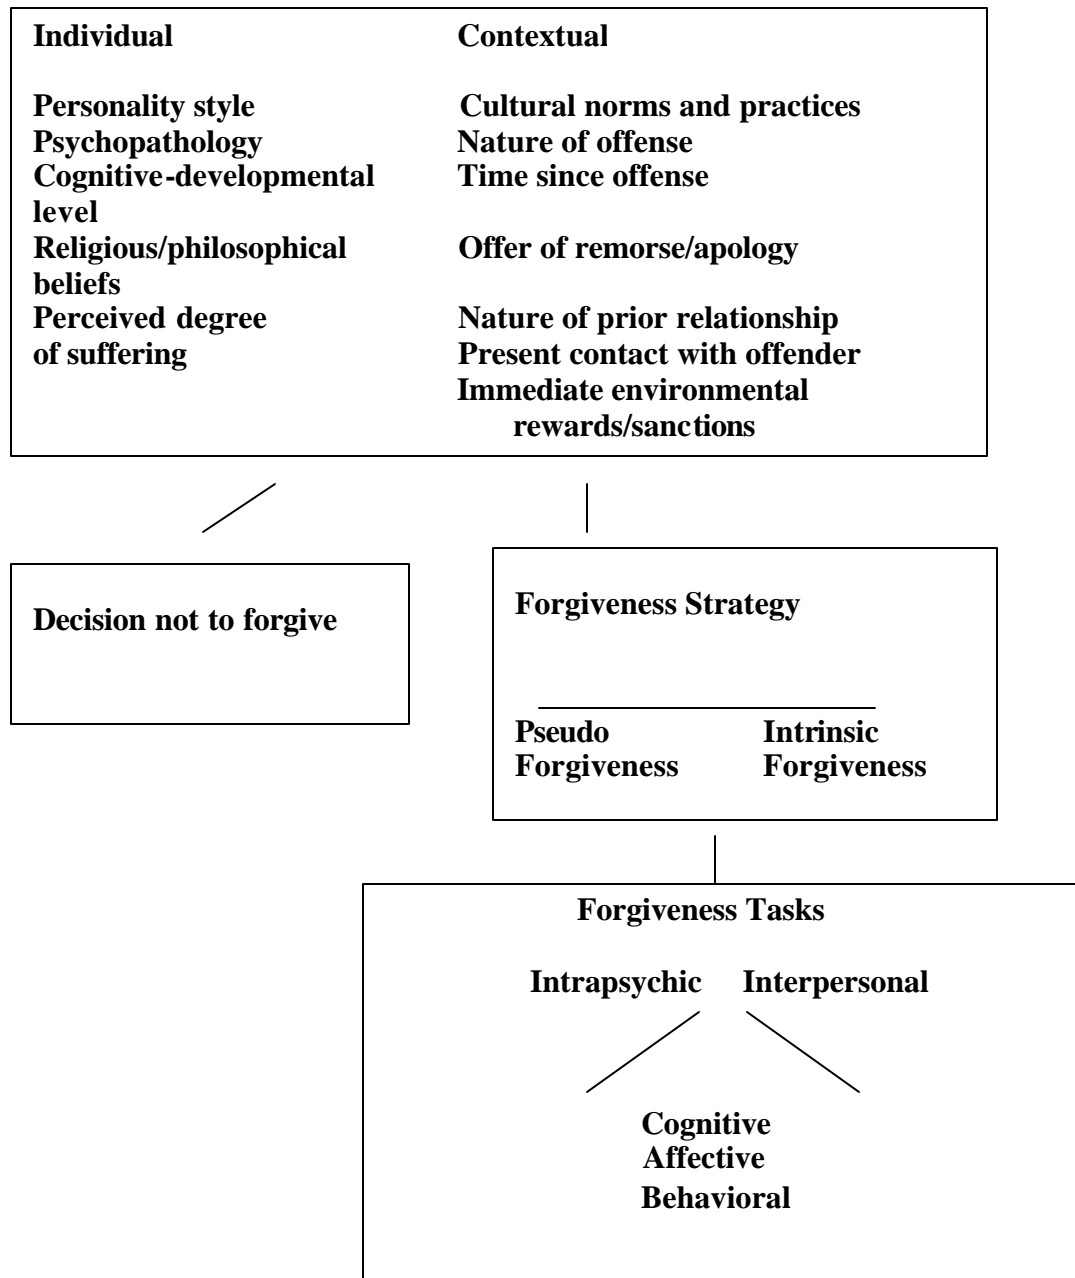 Individual Contextual
Personality style Cultural norms and practices
Psychopathology Nature of offense
Cognitive-developmental Time since offense
level
Religious/philosophical Offer of remorse/apology
beliefs
Perceived degree Nature of prior relationship
of suffering Present contact with offender
Immediate environmental
rewards/sanctions
Decision not to forgive
Forgiveness Strategy
Pseudo Intrinsic
Forgiveness Forgiveness
Forgiveness Tasks
Intrapsychic Interpersonal
Cognitive
Affective
Behavioral